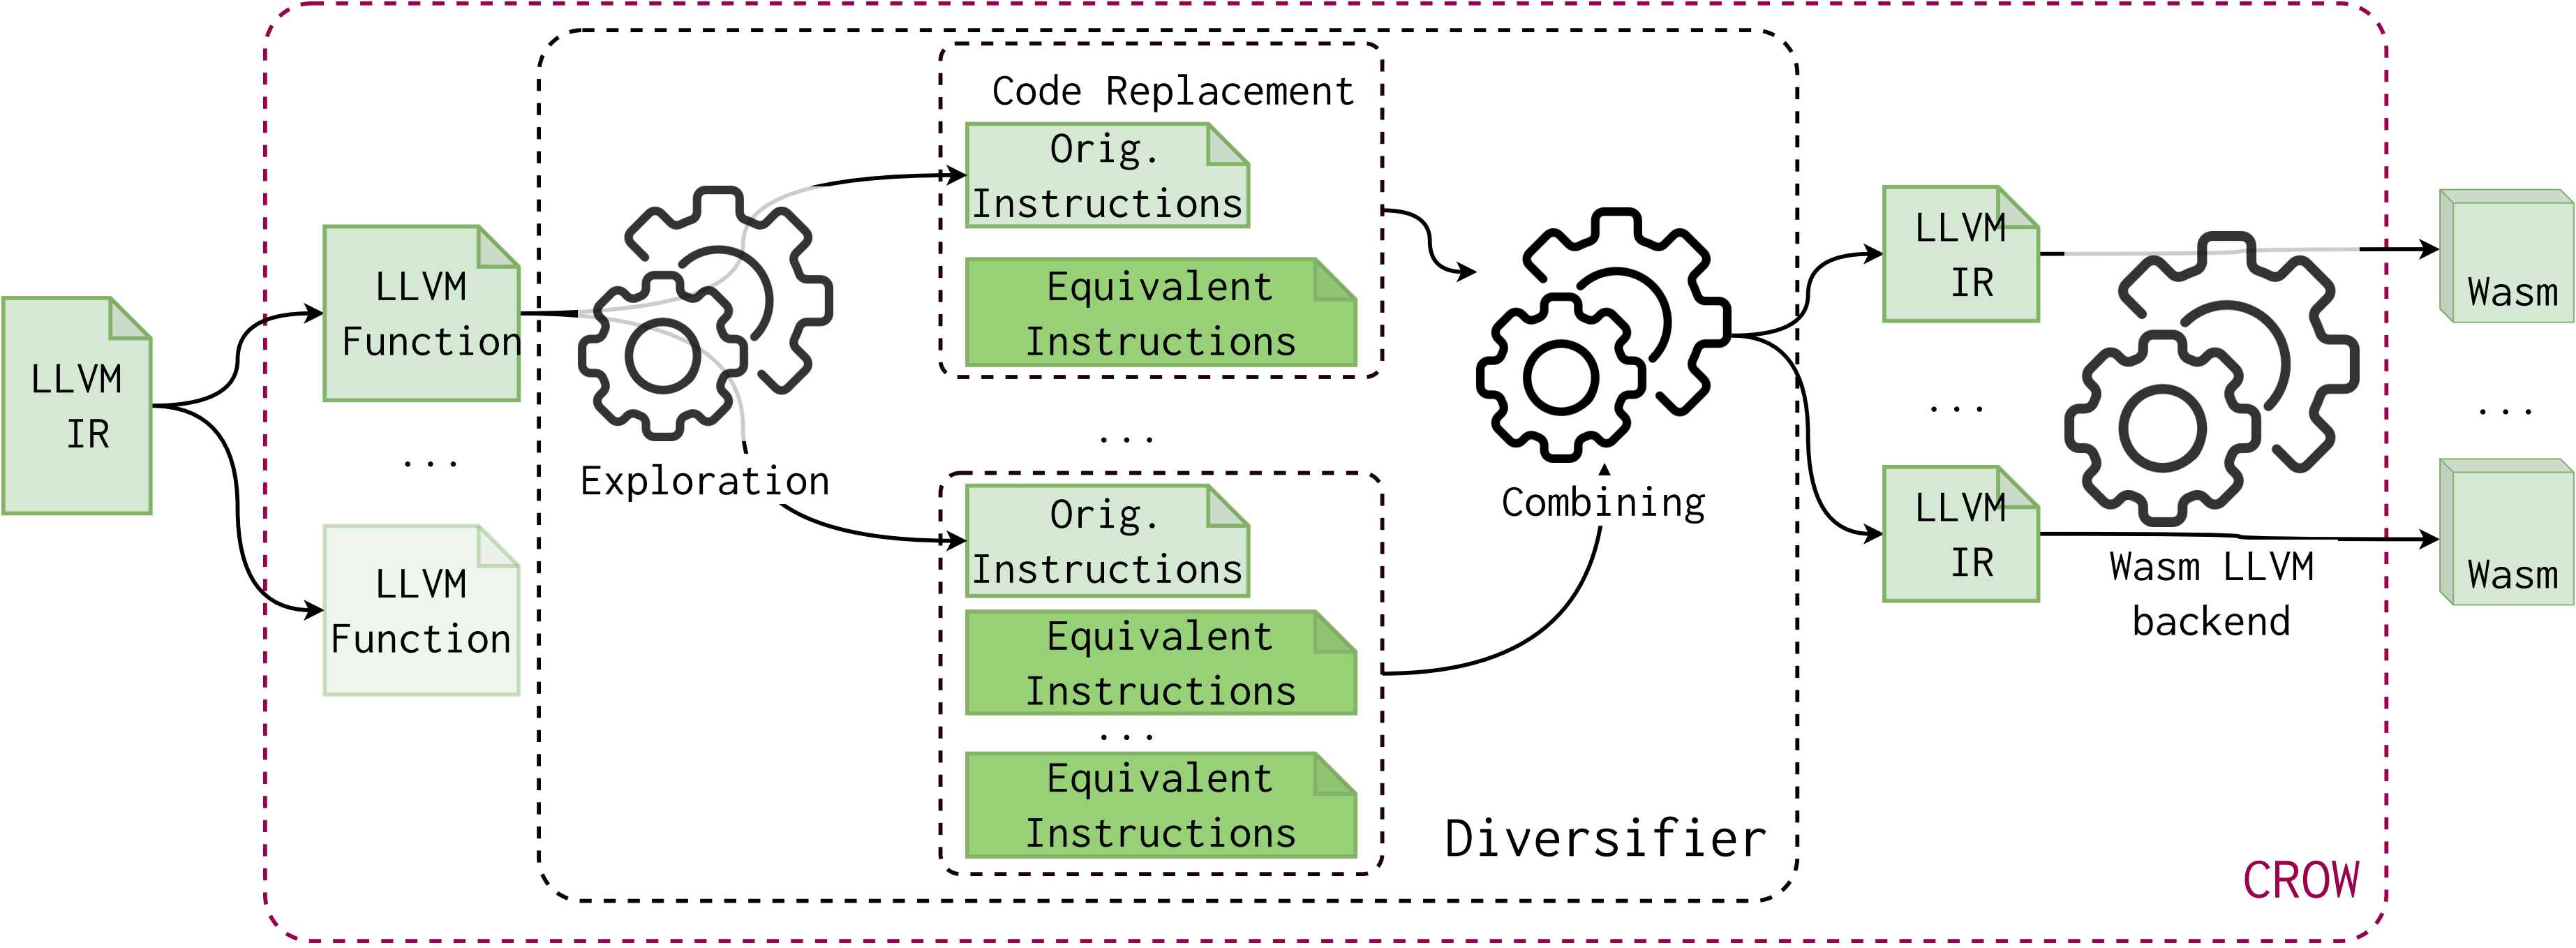 LLVM
IR
LLVM
Function
...
LLVM
Function
Exploration
Code Replacement
Orig.
Instructions
Equivalent
Instructions
...
Orig.
Instructions
Equivalent
Instructions
...
Equivalent
Instructions
Combining
Diversifier
LLVM
IR
...
LLVM
IR
Wasm LLVM
backend
Wasm
...
Wasm
CROW